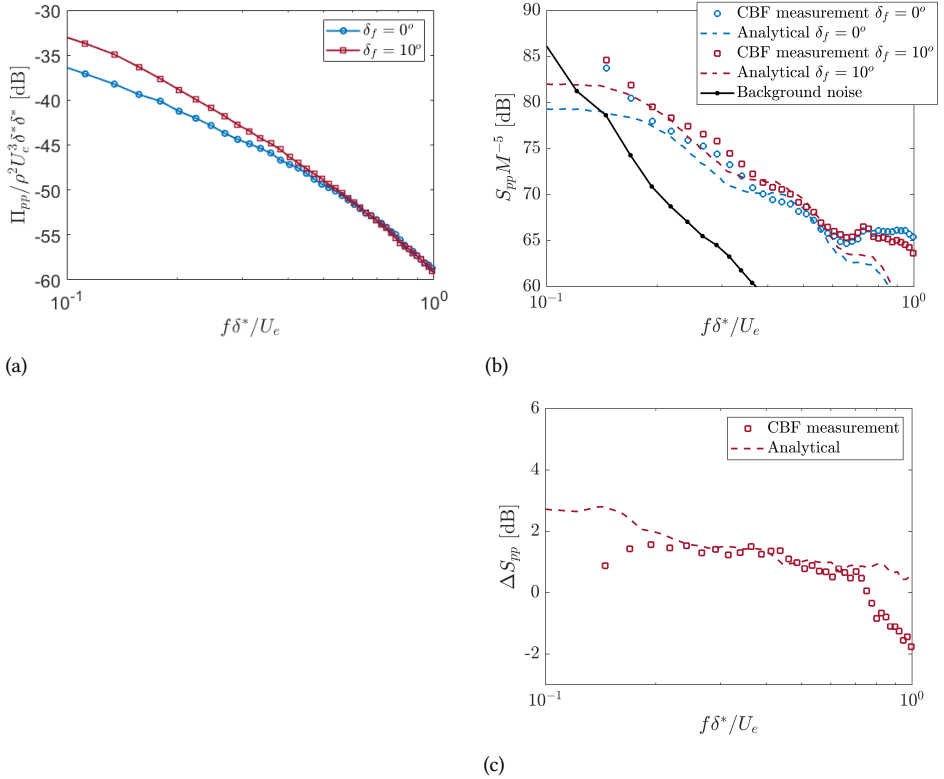 -30
-35
-40
-45
-50
-55
-60
10⁻¹
10⁰
Π_pp/ρ²U_e³δ*δ* [dB]
fδ*/U_e
δ_f = 0°
δ_f = 10°
(a)
CBF measurement δ_f = 0°
Analytical δ_f = 0°
CBF measurement δ_f = 10°
Analytical δ_f = 10°
Background noise
90
85
80
75
70
65
60
10⁻¹
10⁰
S_pp M⁻⁵ [dB]
fδ*/U_e
(b)
CBF measurement
Analytical
6
4
2
0
-2
10⁻¹
10⁰
ΔS_pp [dB]
fδ*/U_e
(c)